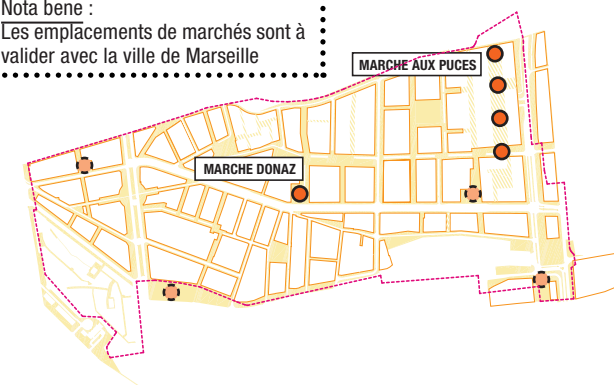 Nota bene :
Les emplacements de marchés sont à
valider avec la ville de Marseille
MARCHE AUX PUCES
MARCHE DONAZ